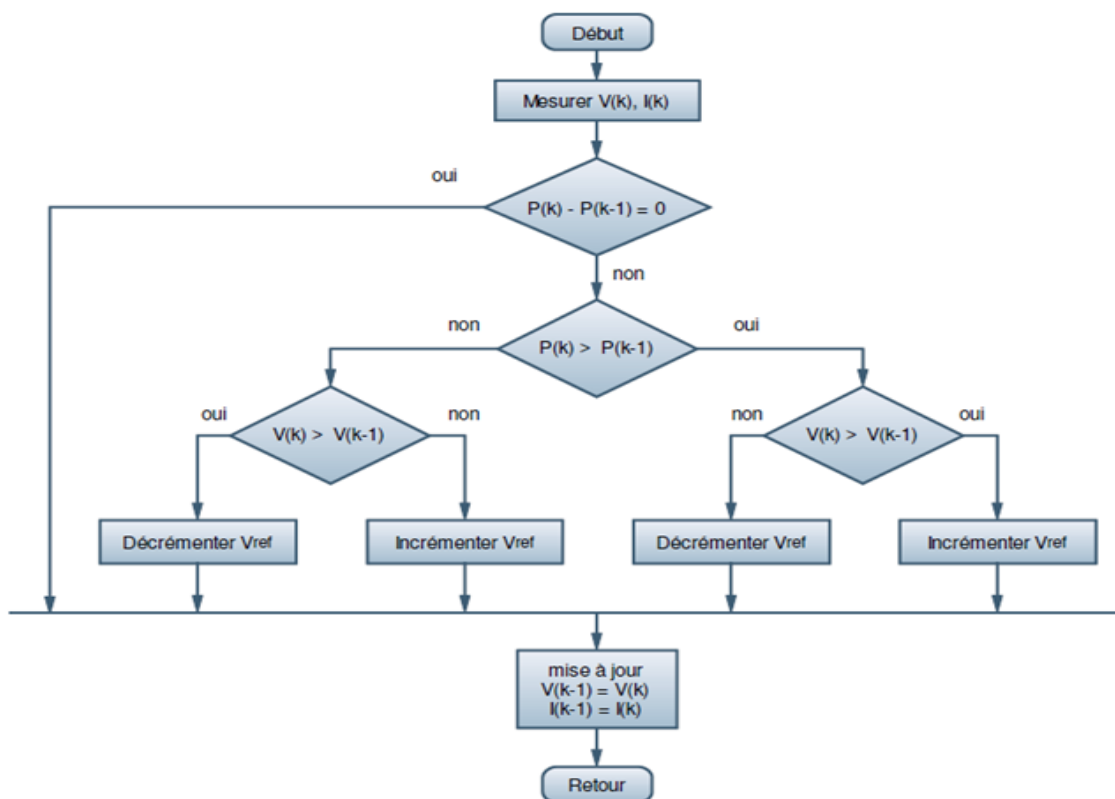 Début
Mesurer V(k), I(k)
oui
P(k) - P(k-1) = 0
non
non
oui
P(k) > P(k-1)
oui
non
V(k) > V(k-1)
non
oui
V(k) > V(k-1)
Décrémenter Vref
Incrémenter Vref
Décrémenter Vref
Incrémenter Vref
mise à jour
V(k-1) = V(k)
I(k-1) = I(k)
Retour